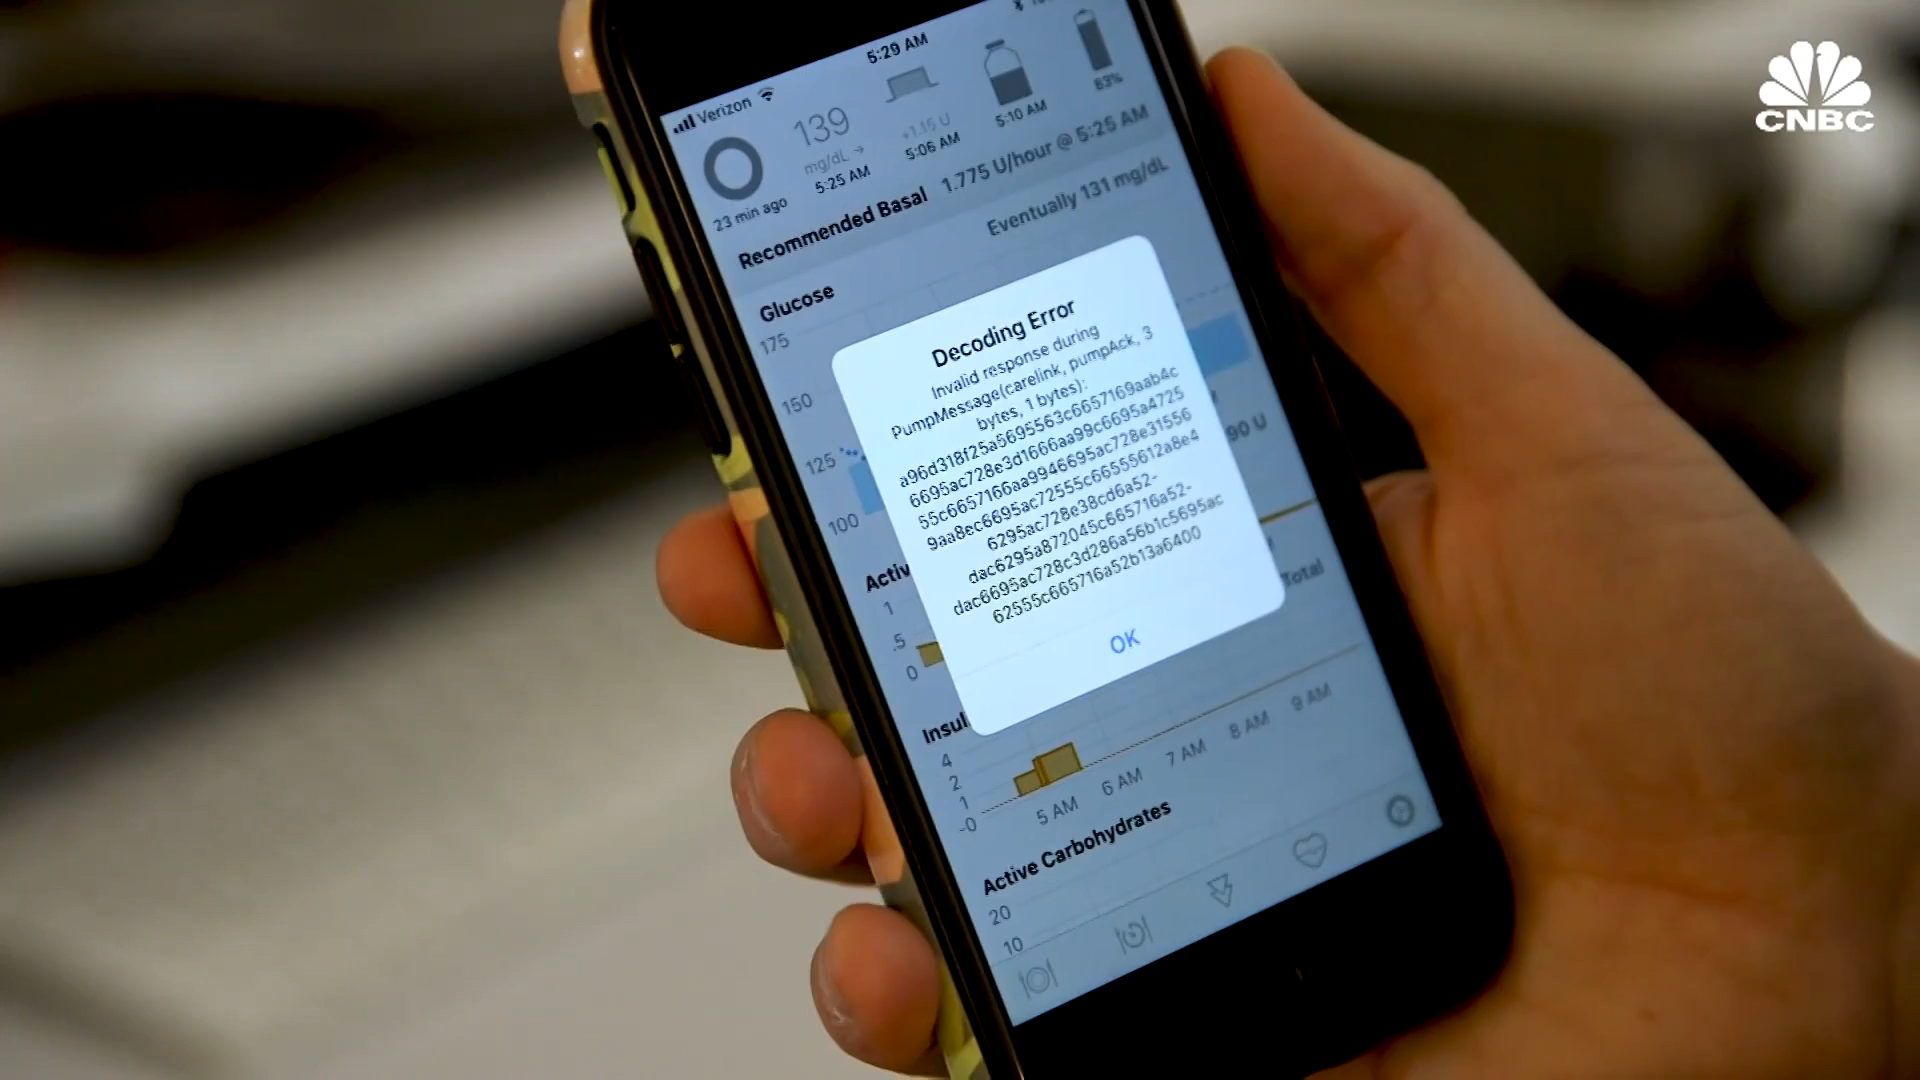 CNBC
Verizon
5:29 AM
139
mg/dL →
5:25 AM
+1.15 U
5:06 AM
5:10 AM
83%
23 min ago
Recommended Basal 1.775 U/hour @ 5:25 AM
Eventually 131 mg/dL
Glucose
175
150
125
100
Decoding Error
Invalid response during
PumpMessage(carelink, pumpAck, 3
bytes, 1 bytes):
a96d318f25a5695563c6657169aab4c
6695ac728e3d1666aa99c6695a4725
55c6657166aa9946695ac728e31556
9aa8ec6695ac72555c66555612a8e4
6295ac728e38cd6a52-
dac6295a872045c665716a52-
dac6695ac728c3d286a56b1c5695ac
62555c665716a52b13a6400
OK
90 U
Activ
1
.5
0
Total
Insul
4
2
1
-0
5 AM
6 AM
7 AM
8 AM
9 AM
Active Carbohydrates
20
10